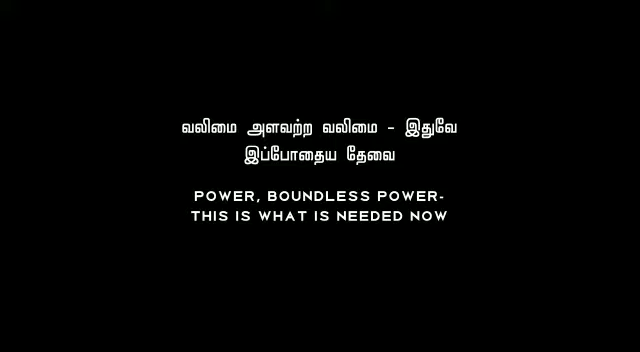 வலிமை அளவற்ற வலிமை - இதுவே
இப்போதைய தேவை
POWER, BOUNDLESS POWER-
THIS IS WHAT IS NEEDED NOW